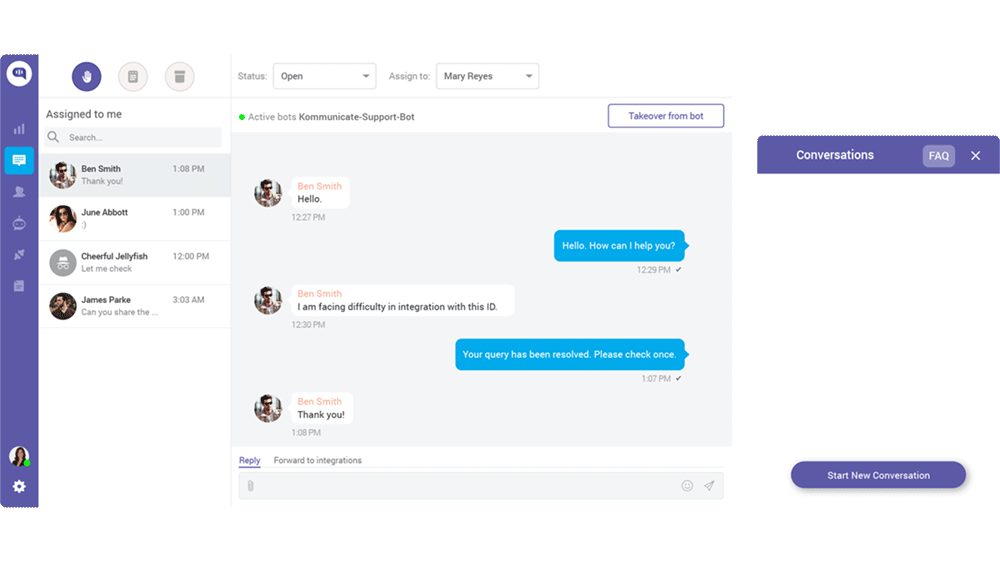 Status: Open Assign to: Mary Reyes
Assigned to me
Search...
Ben Smith 1:08 PM
Thank you!
June Abbott 1:00 PM
:)
Cheerful Jellyfish 12:00 PM
Let me check
James Parke 3:03 AM
Can you share the ...
Active bots Kommunicate-Support-Bot
Takeover from bot
Ben Smith
Hello.
12:27 PM
Hello. How can I help you?
12:29 PM ✔
Ben Smith
I am facing difficulty in integration with this ID.
12:30 PM
Your query has been resolved. Please check once.
1:07 PM ✔
Ben Smith
Thank you!
1:08 PM
Reply Forward to integrations
Conversations FAQ
Start New Conversation